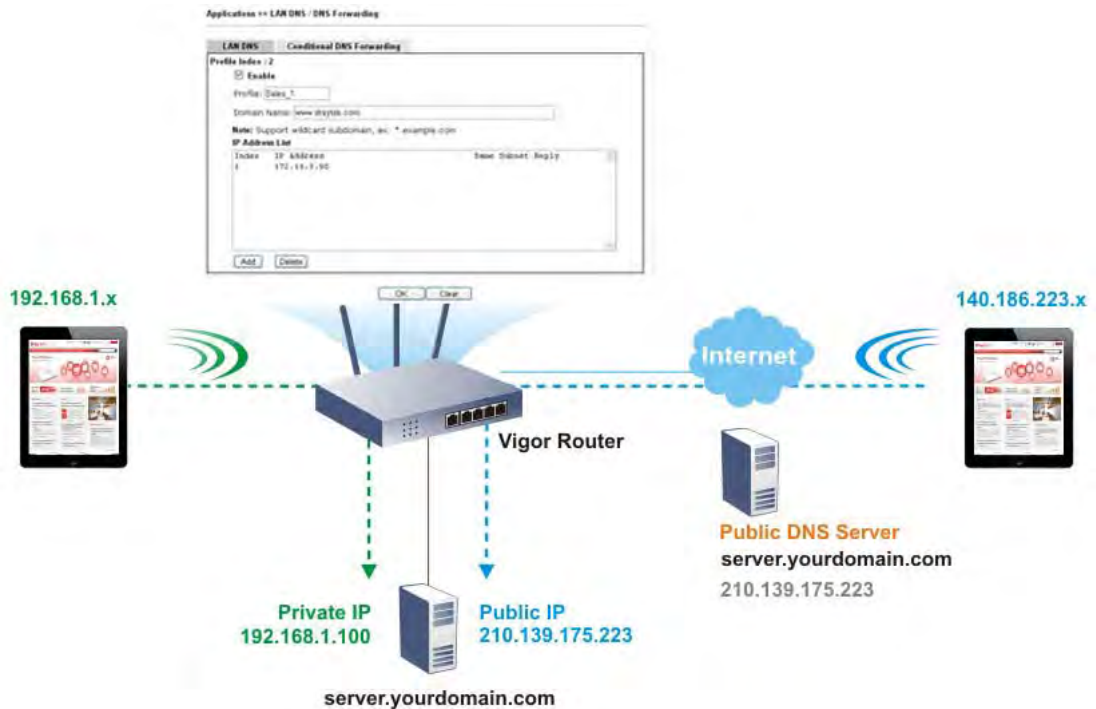 Applications >> LAN DNS / DNS Forwarding
LAN DNS Conditional DNS Forwarding
Profile Index : 2
Enable
Profile: Sales_1
Domain Name: www.draytek.com
Note: Support wildcard subdomain, ex: *.example.com
IP Address List
Index IP Address Same Subnet Reply
1
Add Delete
OK Clear
192.168.1.x
140.186.223.x
Internet
Vigor Router
Public DNS Server
server.yourdomain.com
210.139.175.223
Private IP
192.168.1.100
Public IP
210.139.175.223
server.yourdomain.com